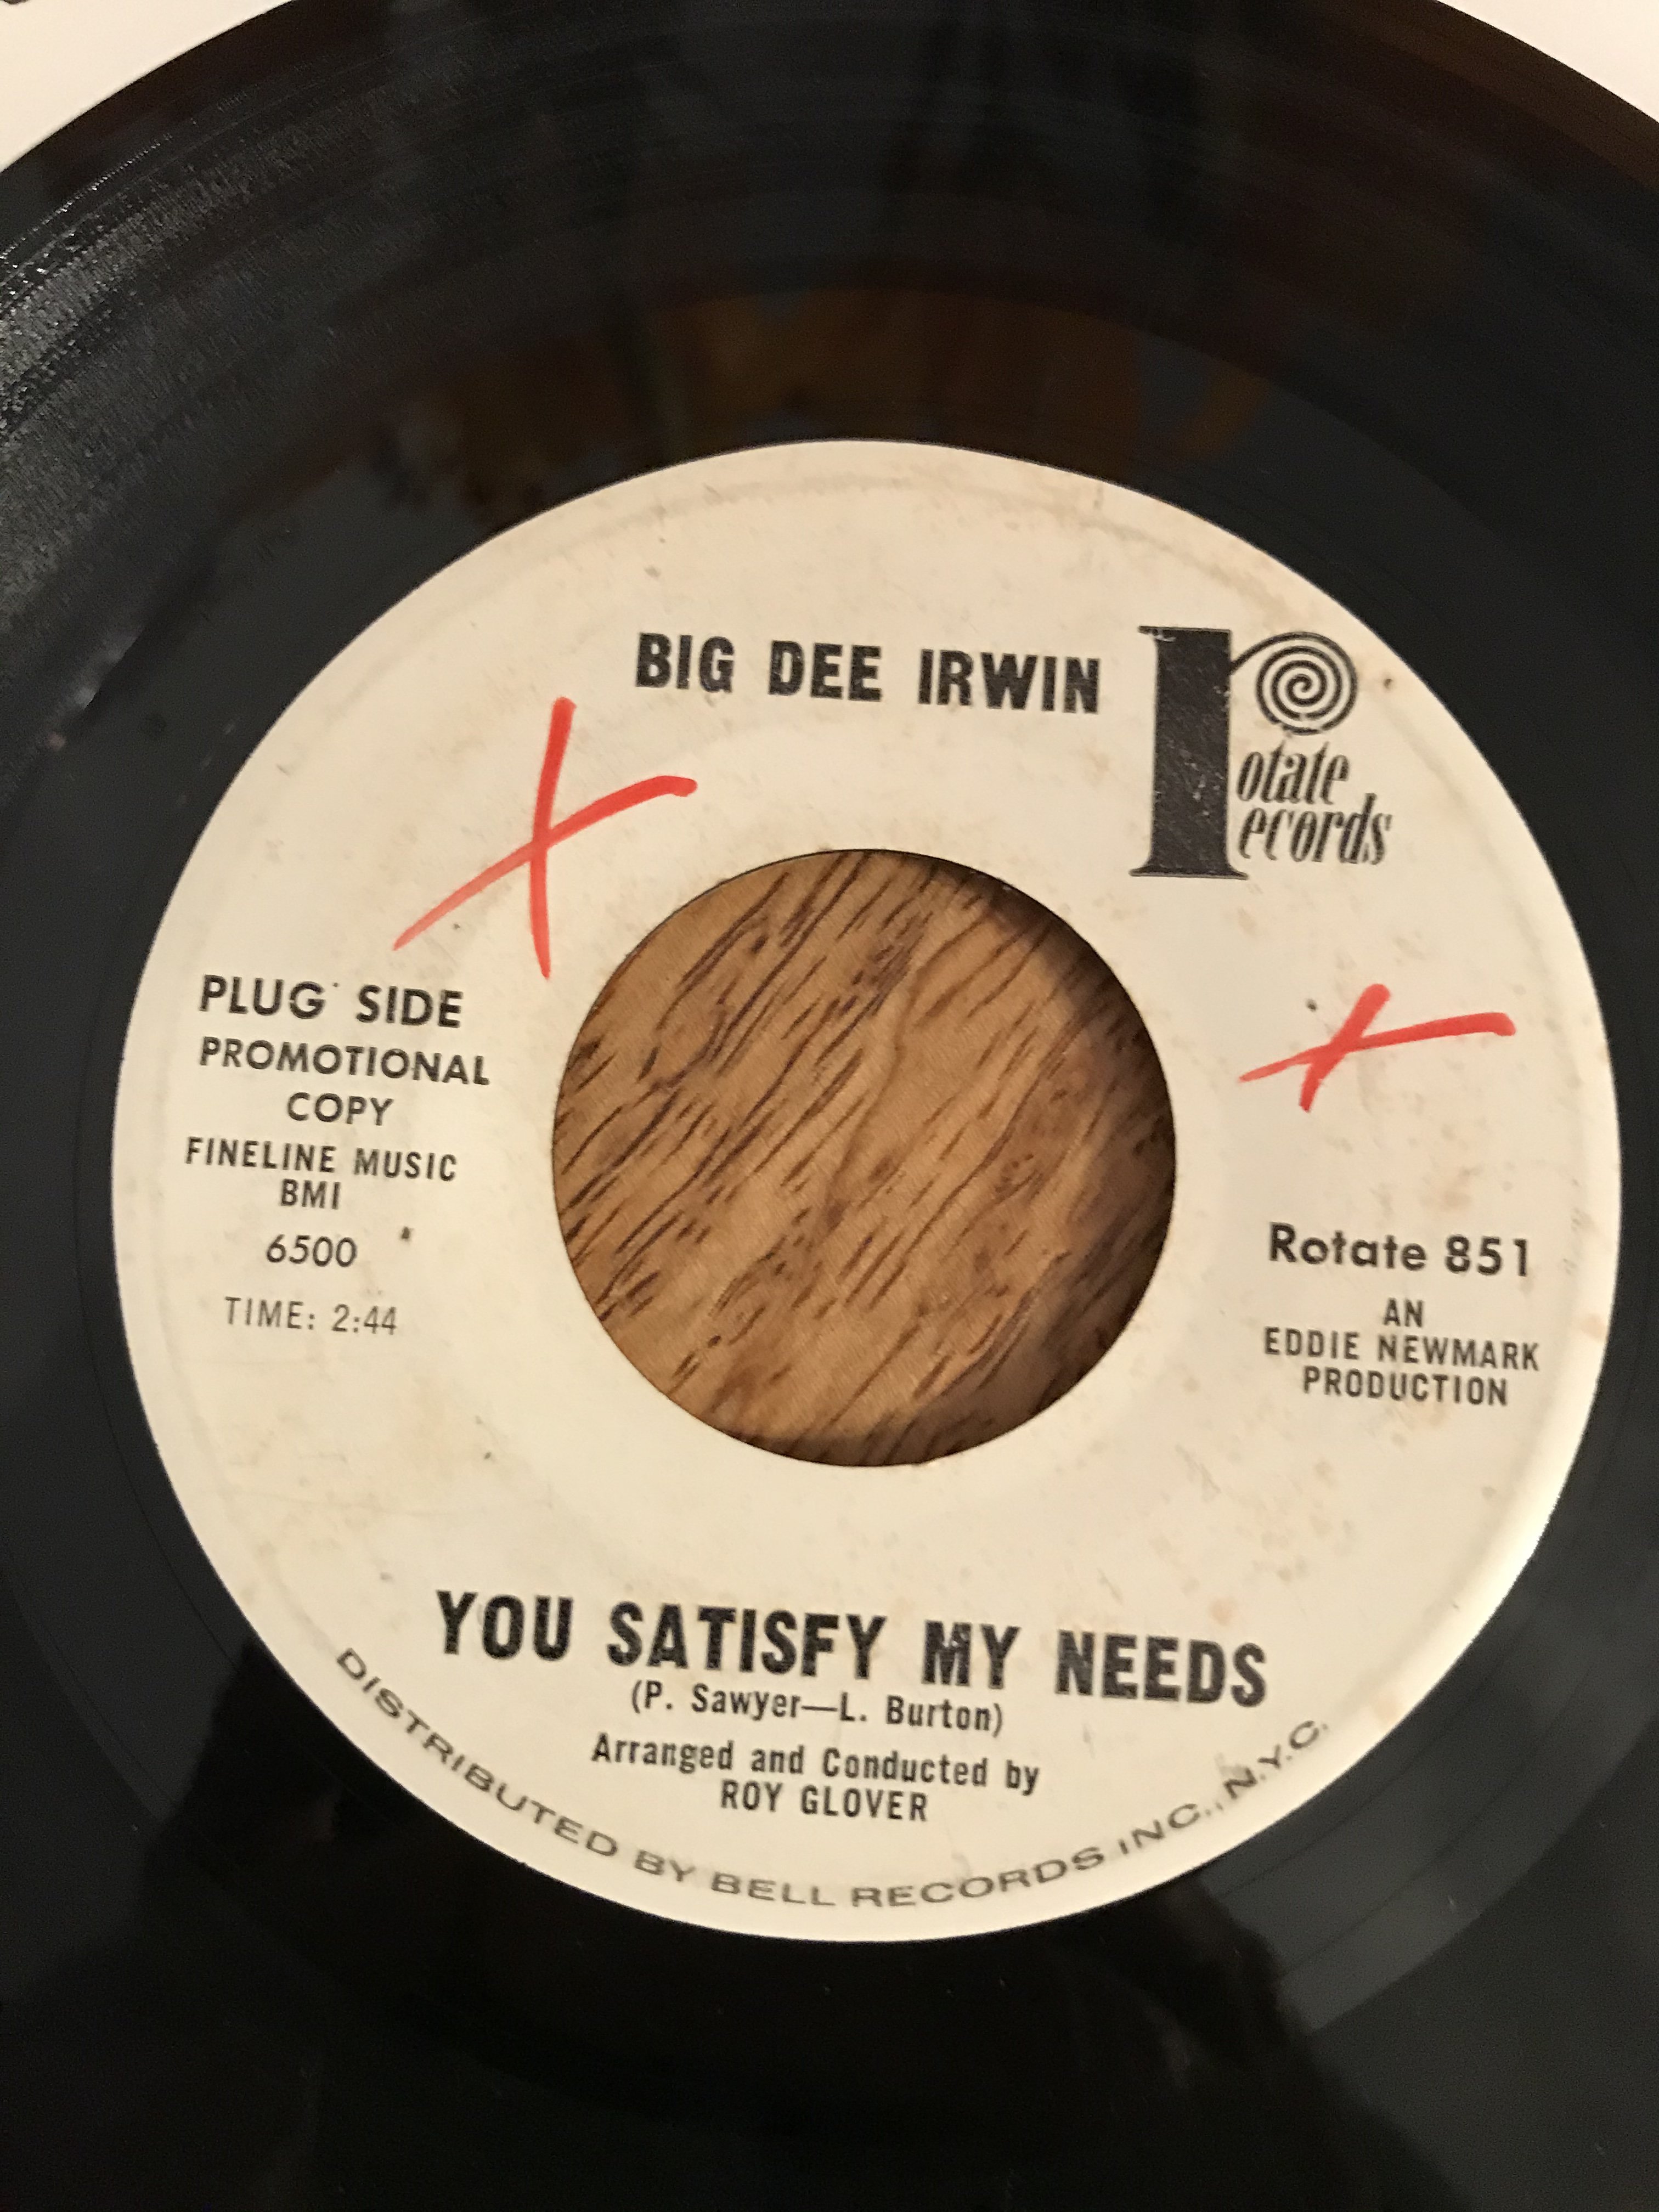 BIG DEE IRWIN
rotate
records
PLUG SIDE
PROMOTIONAL
COPY
FINELINE MUSIC
BMI
6500
TIME: 2:44
Rotate 851
AN
EDDIE NEWMARK
PRODUCTION
YOU SATISFY MY NEEDS
(P. Sawyer—L. Burton)
Arranged and Conducted by
ROY GLOVER
DISTRIBUTED BY BELL RECORDS INC., N.Y.C.